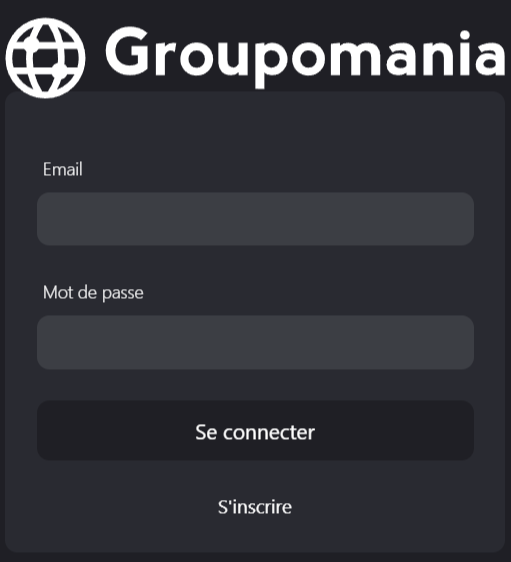 Groupomania
Email
Mot de passe
Se connecter
S'inscrire